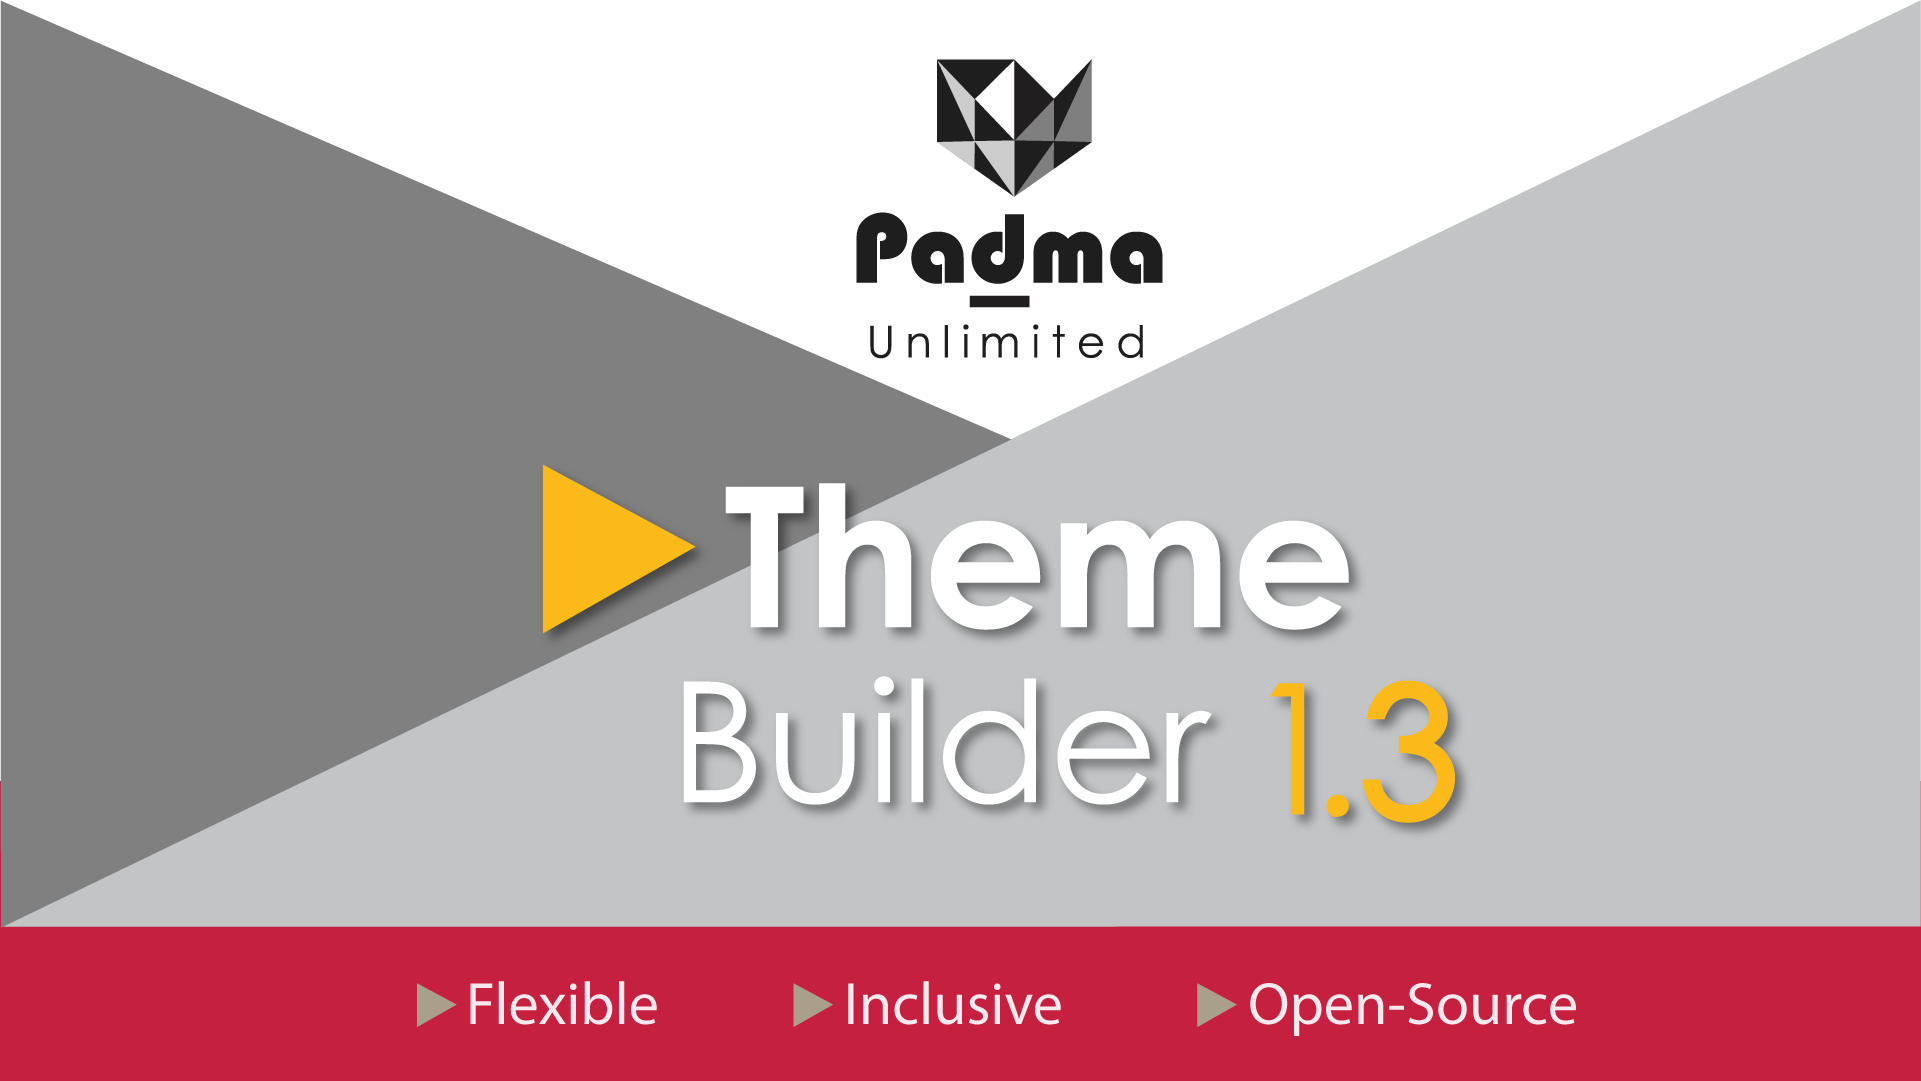 Padma
Unlimited
Theme
Builder 1.3
Flexible
Inclusive
Open-Source